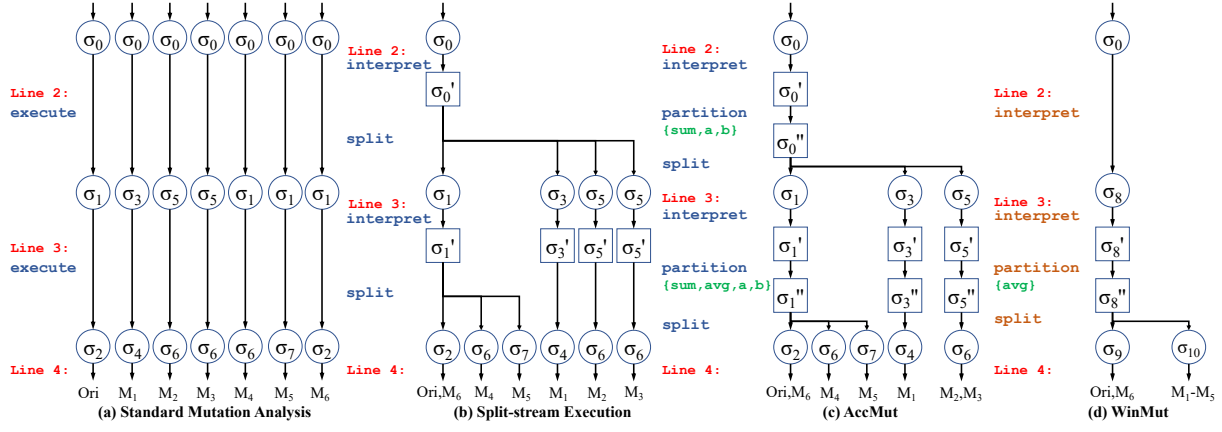 σ0 σ0 σ0 σ0 σ0 σ0 σ0
Line 2:
execute
σ1 σ3 σ5 σ5 σ1 σ1 σ1
Line 3:
execute
σ2 σ4 σ6 σ6 σ6 σ7 σ2
Line 4:
Ori M1 M2 M3 M4 M5 M6
(a) Standard Mutation Analysis
σ0
Line 2:
interpret
σ0'
split
σ1 σ3 σ5 σ5
Line 3:
interpret
σ1' σ3' σ5' σ5'
split
σ2 σ6 σ7 σ4 σ6 σ6
Line 4:
Ori,M6 M4 M5 M1 M2 M3
(b) Split-stream Execution
σ0
Line 2:
interpret
σ0'
partition
{sum,a,b}
σ0''
split
σ1 σ3 σ5
Line 3:
interpret
σ1' σ3' σ5'
partition
{sum,avg,a,b}
σ1'' σ3'' σ5''
split
σ2 σ6 σ7 σ4 σ6
Line 4:
Ori,M6 M4 M5 M1 M2,M3
(c) AccMut
σ0
Line 2:
interpret
σ8
Line 3:
interpret
σ8'
partition
{avg}
σ8''
split
σ9 σ10
Line 4:
Ori,M6 M1-M5
(d) WinMut